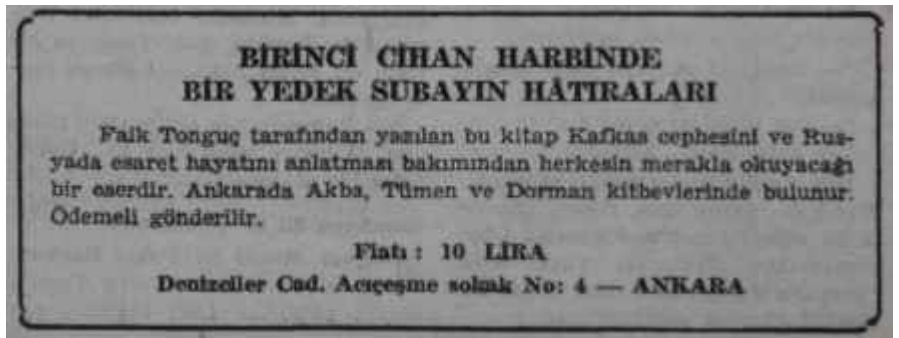 BİRİNCİ CİHAN HARBİNDE
BİR YEDEK SUBAYIN HÂTIRALARI
Faik Tonguç tarafından yazılan bu kitap Kafkas cephesini ve Rus-
yada esaret hayatını anlatması bakımından herkesin merakla okuyacağı
bir eserdir. Ankarada Akba, Tümen ve Dorman kitbevlerinde bulunur.
Ödemeli gönderilir.
Fiatı : 10 LİRA
Denizciler Cad. Acıçeşme sokak No: 4 — ANKARA